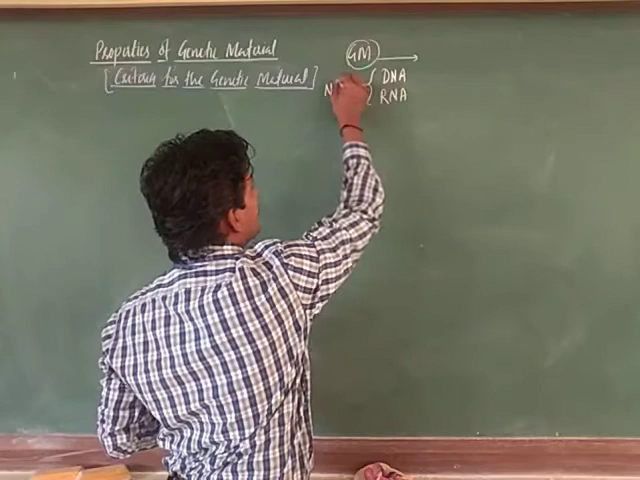 Properties of Genetic Material
[Criteria for the Genetic Material]
GM →
DNA
N
RNA